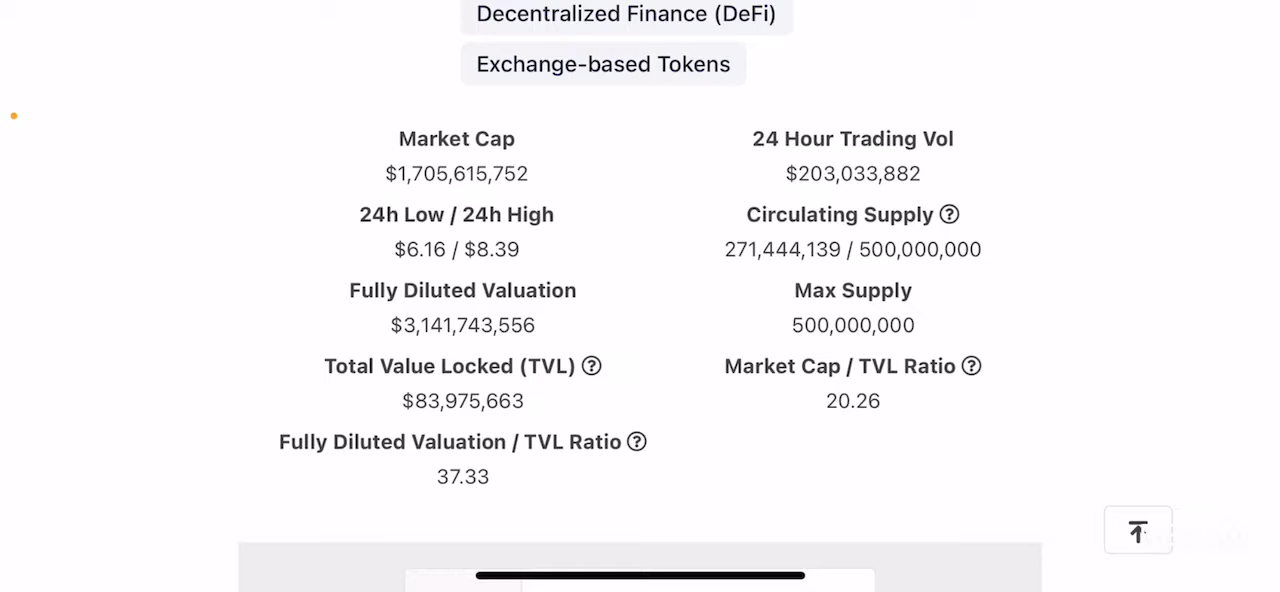 Decentralized Finance (DeFi)
Exchange-based Tokens
Market Cap
$1,705,615,752
24 Hour Trading Vol
$203,033,882
24h Low / 24h High
$6.16 / $8.39
Circulating Supply
271,444,139 / 500,000,000
Fully Diluted Valuation
$3,141,743,556
Max Supply
500,000,000
Total Value Locked (TVL)
$83,975,663
Market Cap / TVL Ratio
20.26
Fully Diluted Valuation / TVL Ratio
37.33